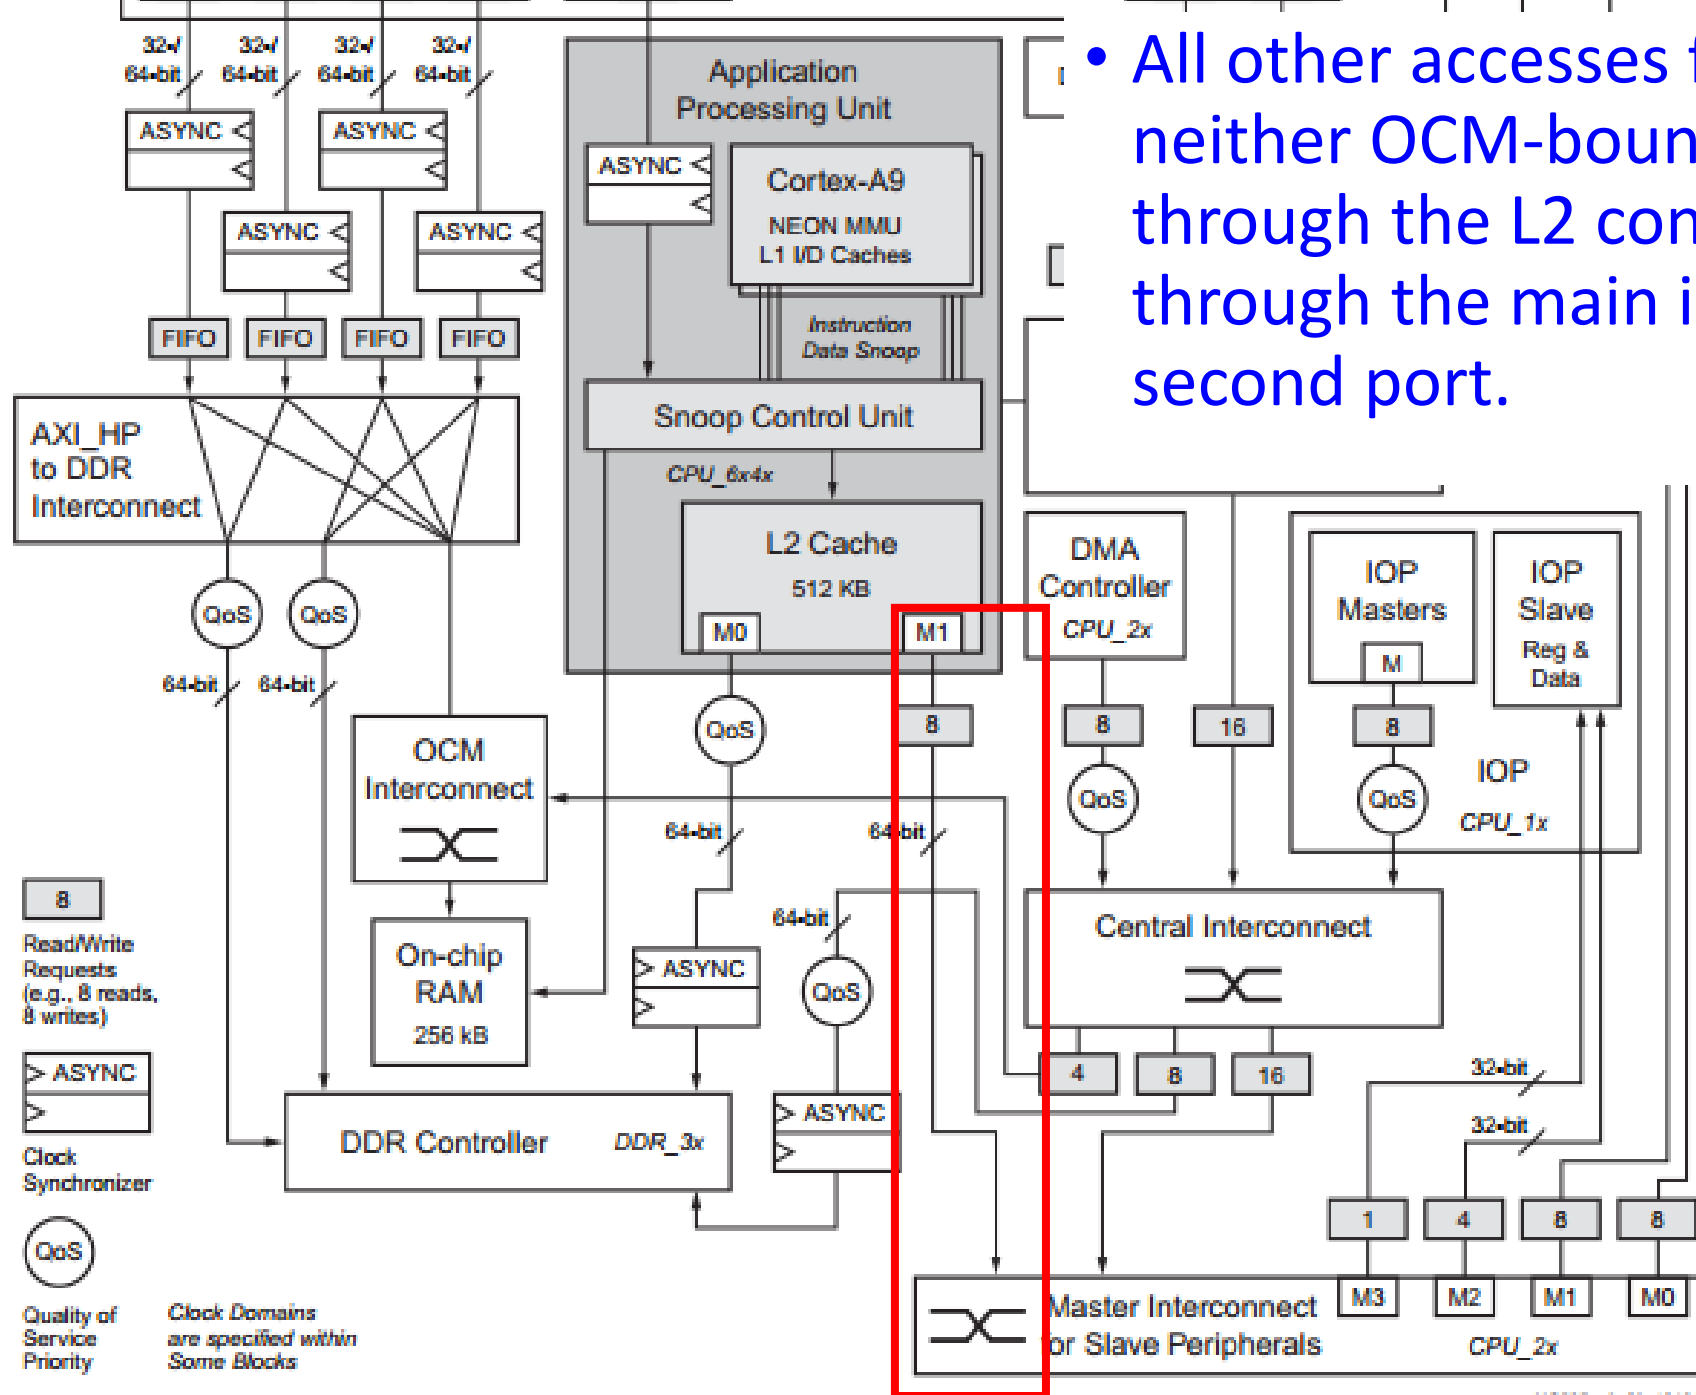 32-/
64-bit
32-/
64-bit
32-/
64-bit
32-/
64-bit
ASYNC
ASYNC
ASYNC
ASYNC
FIFO
FIFO
FIFO
FIFO
AXI_HP
to DDR
Interconnect
QoS
QoS
64-bit
64-bit
Application
Processing Unit
ASYNC
Cortex-A9
NEON MMU
L1 I/D Caches
Instruction
Data Snoop
Snoop Control Unit
CPU_6x4x
L2 Cache
512 KB
M0
M1
QoS
8
64-bit
64-bit
• All other accesses
neither OCM-boun
through the L2 con
through the main i
second port.
DMA
Controller
CPU_2x
8
QoS
16
IOP
Masters
M
8
QoS
IOP
Slave
Reg &
Data
IOP
CPU_1x
OCM
Interconnect
On-chip
RAM
256 kB
ASYNC
64-bit
QoS
ASYNC
Central Interconnect
4
8
16
32-bit
32-bit
DDR Controller
DDR_3x
1
4
8
8
M3
M2
M1
M0
Master Interconnect
for Slave Peripherals
CPU_2x
8
Read/Write
Requests
(e.g., 8 reads,
8 writes)
ASYNC
Clock
Synchronizer
QoS
Quality of
Service
Priority
Clock Domains
are specified within
Some Blocks